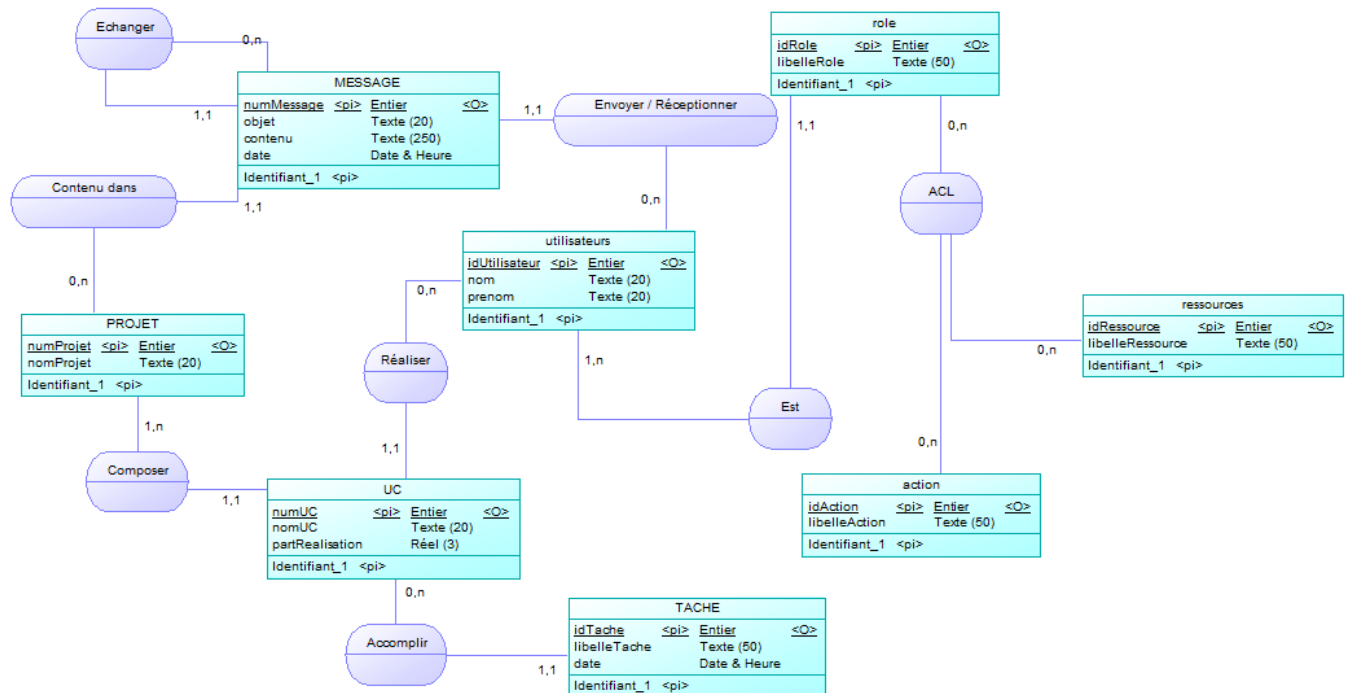 Echanger
0,n
1,1
MESSAGE
numMessage <pi> Entier <O>
objet Texte (20)
contenu Texte (250)
date Date & Heure
Identifiant_1 <pi>
1,1
Envoyer / Réceptionner
0,n
role
idRole <pi> Entier <O>
libelleRole Texte (50)
Identifiant_1 <pi>
1,1
0,n
ACL
Contenu dans
1,1
0,n
utilisateurs
idUtilisateur <pi> Entier <O>
nom Texte (20)
prenom Texte (20)
Identifiant_1 <pi>
0,n
1,n
ressources
idRessource <pi> Entier <O>
libelleRessource Texte (50)
Identifiant_1 <pi>
0,n
PROJET
numProjet <pi> Entier <O>
nomProjet Texte (20)
Identifiant_1 <pi>
1,n
Réaliser
1,1
Est
0,n
Composer
1,1
UC
numUC <pi> Entier <O>
nomUC Texte (20)
partRealisation Réel (3)
Identifiant_1 <pi>
0,n
action
idAction <pi> Entier <O>
libelleAction Texte (50)
Identifiant_1 <pi>
Accomplir
1,1
TACHE
idTache <pi> Entier <O>
libelleTache Texte (50)
date Date & Heure
Identifiant_1 <pi>